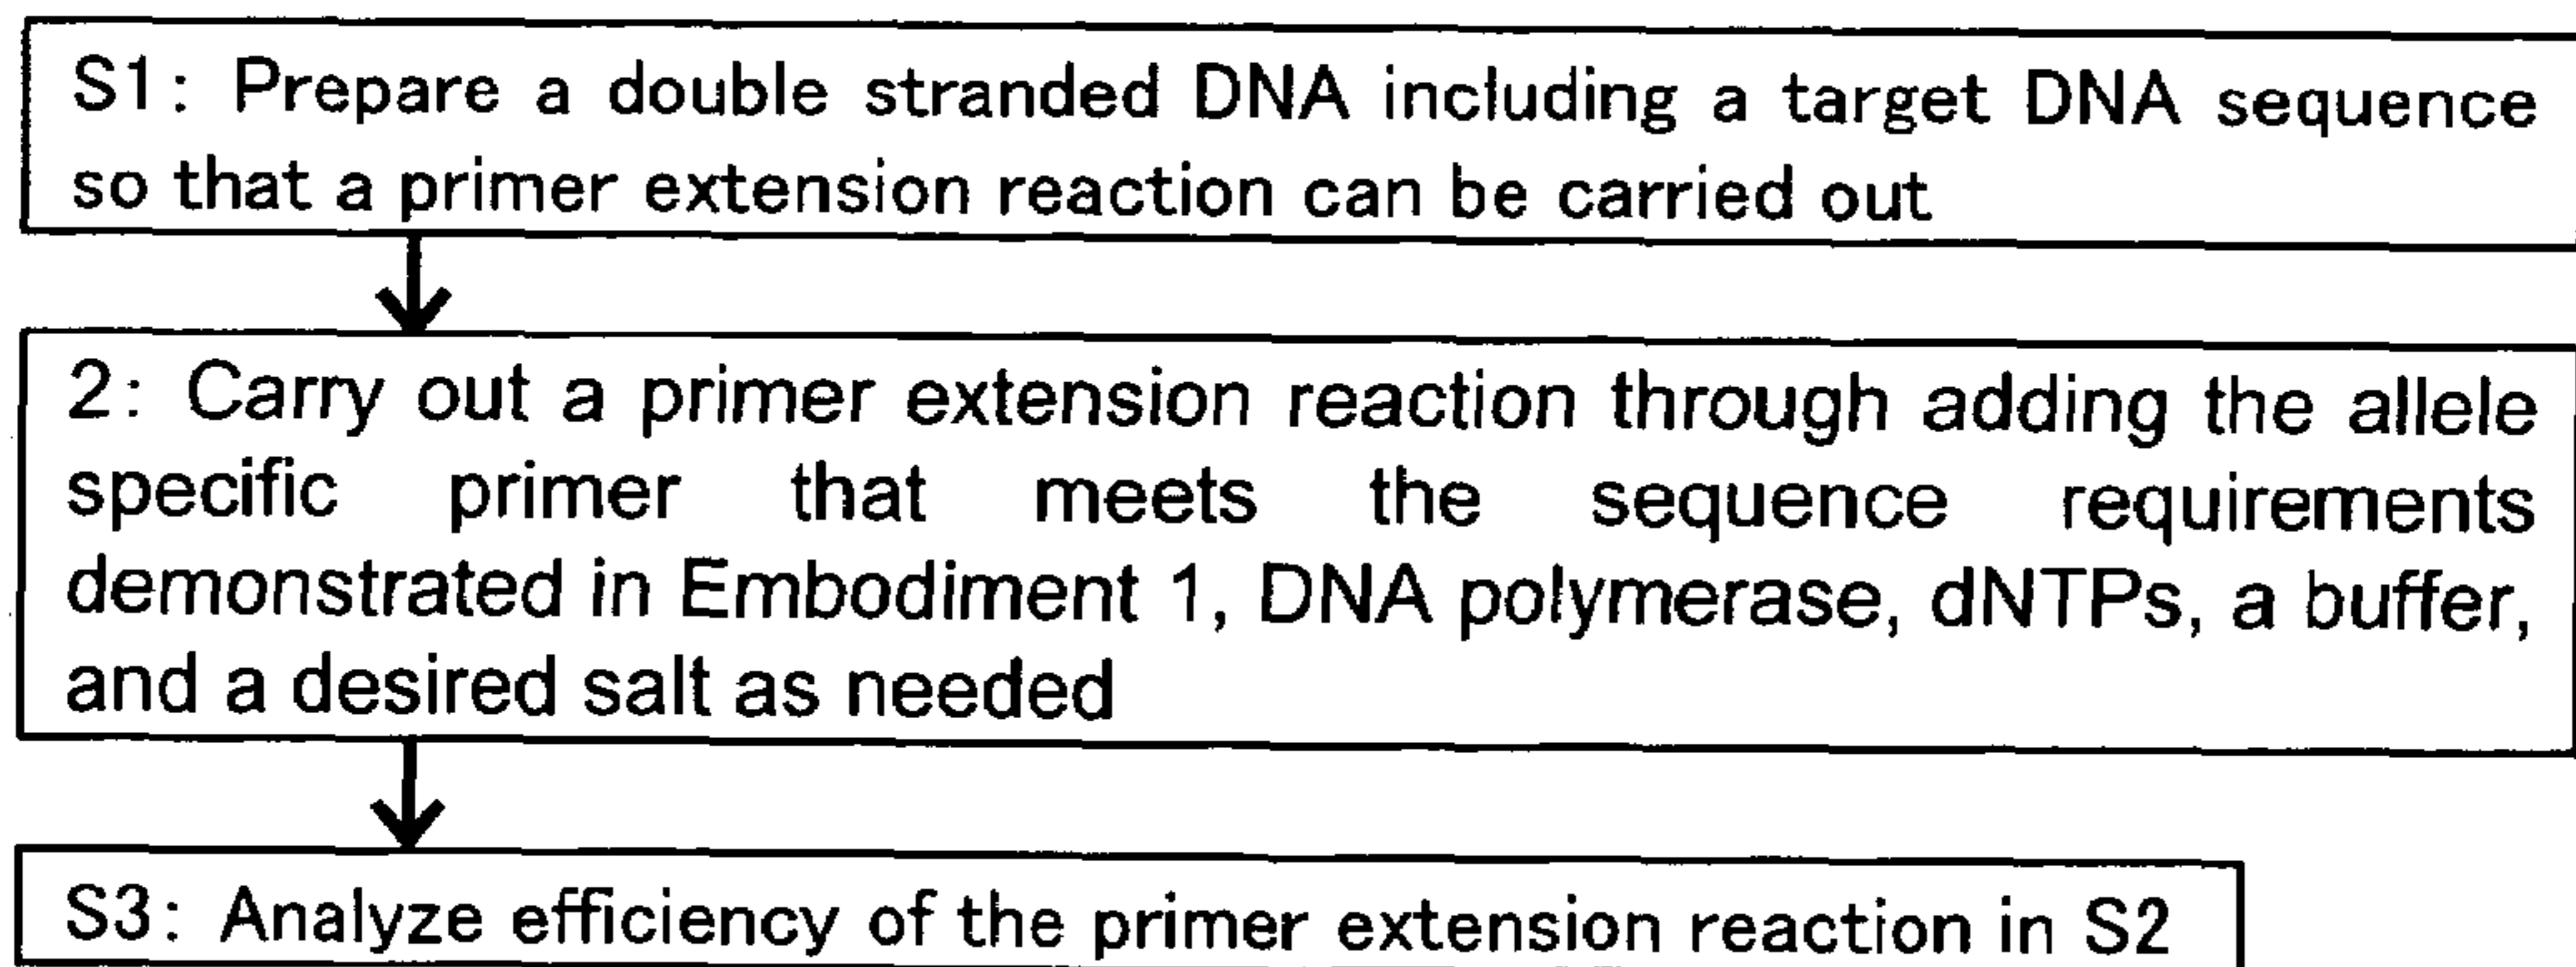 S1: Prepare a double stranded DNA including a target DNA sequence
so that a primer extension reaction can be carried out
2: Carry out a primer extension reaction through adding the allele
specific primer that meets the sequence requirements
demonstrated in Embodiment 1, DNA polymerase, dNTPs, a buffer,
and a desired salt as needed
S3: Analyze efficiency of the primer extension reaction in S2